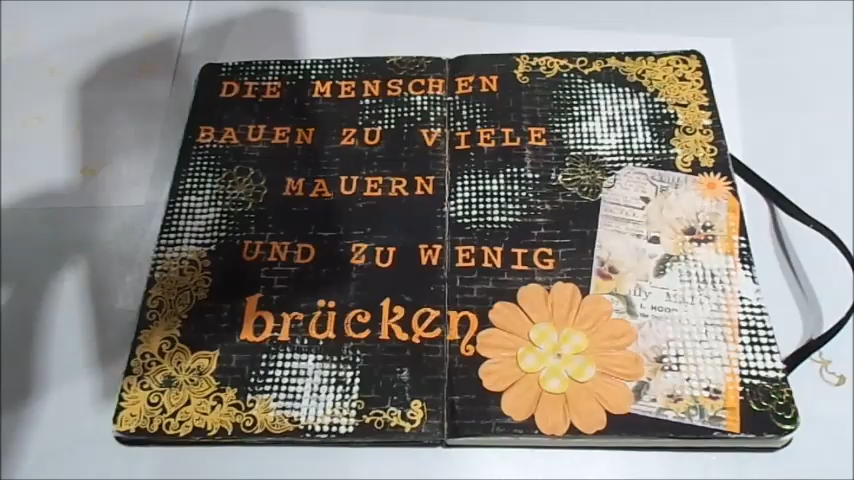 DIE MENSCHEN
BAUEN ZU VIELE
MAUERN
UND ZU WENIG
brücken